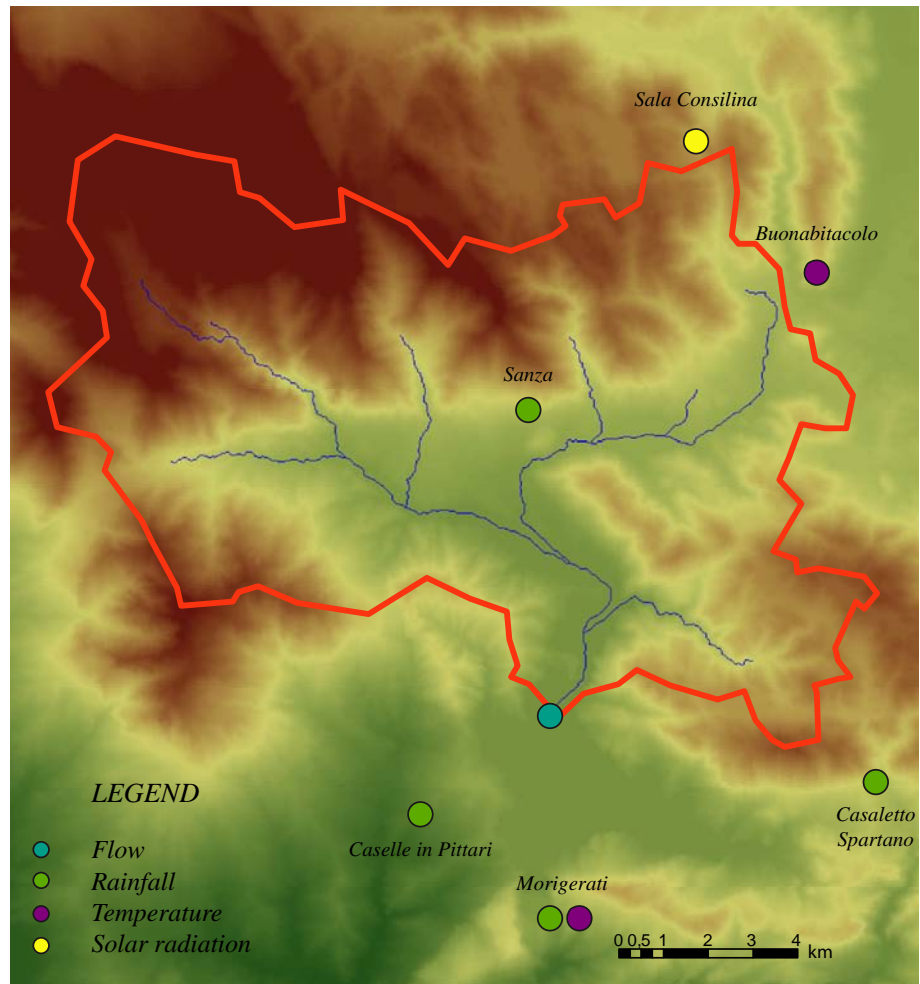 Sala Consilina
Buonabitacolo
Sanza
LEGEND
Flow
Rainfall
Temperature
Solar radiation
Caselle in Pittari
Casaletto
Spartano
Morigerati
0 0,5 1 2 3 4
km